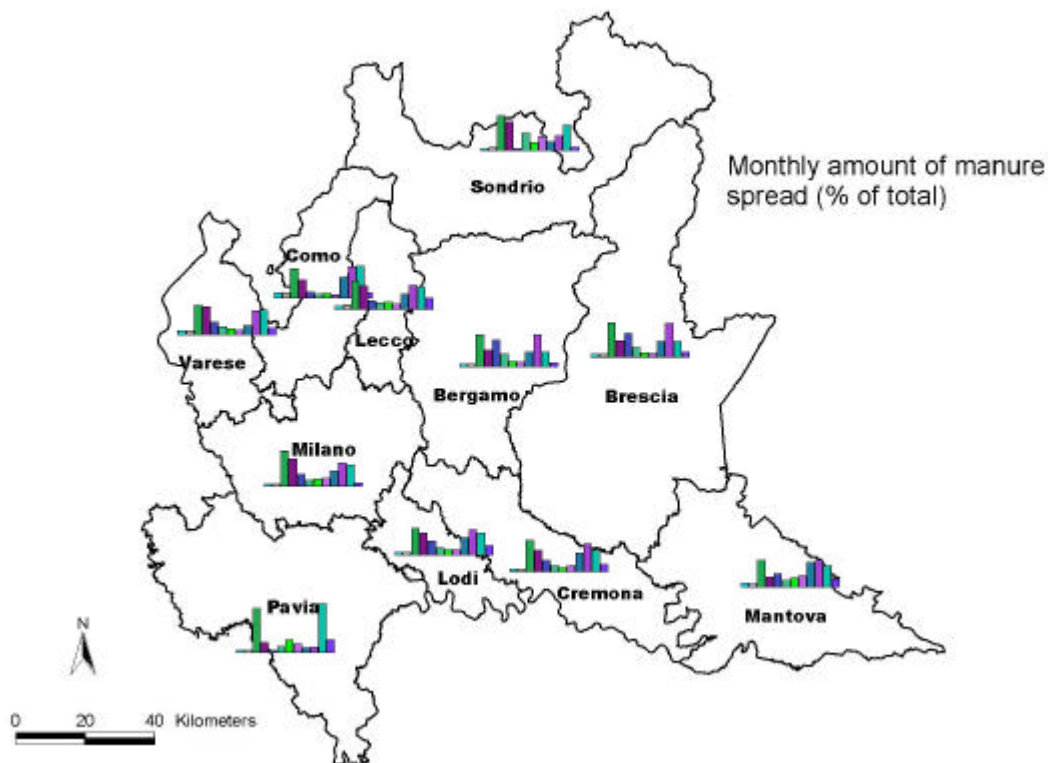 Monthly amount of manure
spread (% of total)
Sondrio
Como
Lecco
Varese
Bergamo
Brescia
Milano
Lodi
Cremona
Pavia
Mantova
N
0 20 40 Kilometers